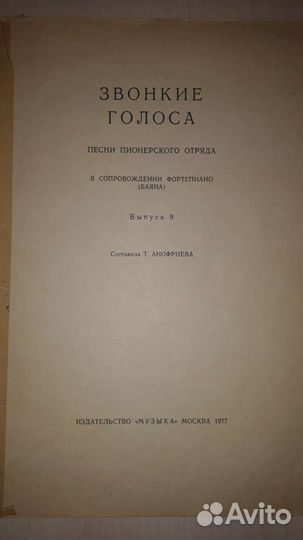 ЗВОНКИЕ
ГОЛОСА
ПЕСНИ ПИОНЕРСКОГО ОТРЯДА
В СОПРОВОЖДЕНИИ ФОРТЕПИАНО
(БАЯНА)
Выпуск 9
Составила Т. АНОФРИЕВА
ИЗДАТЕЛЬСТВО «МУЗЫКА» МОСКВА 1977
Avito